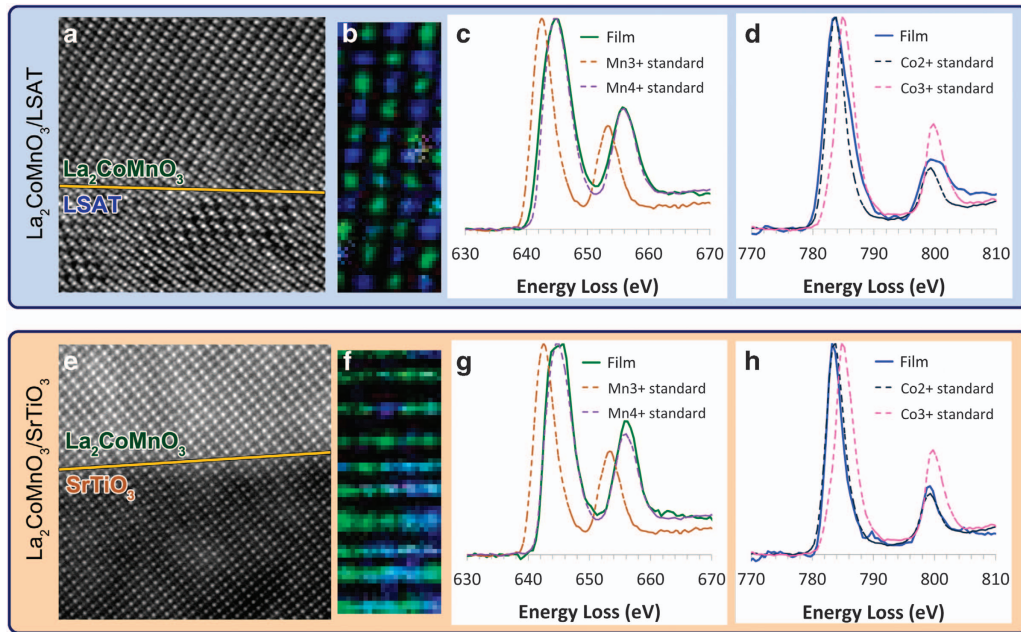 La₂CoMnO₃/LSAT
a
La₂CoMnO₃
LSAT
b
c
Film
Mn3+ standard
Mn4+ standard
630 640 650 660 670
Energy Loss (eV)
d
Film
Co2+ standard
Co3+ standard
770 780 790 800 810
Energy Loss (eV)
La₂CoMnO₃/SrTiO₃
e
La₂CoMnO₃
SrTiO₃
f
g
Film
Mn3+ standard
Mn4+ standard
630 640 650 660 670
Energy Loss (eV)
h
Film
Co2+ standard
Co3+ standard
770 780 790 800 810
Energy Loss (eV)